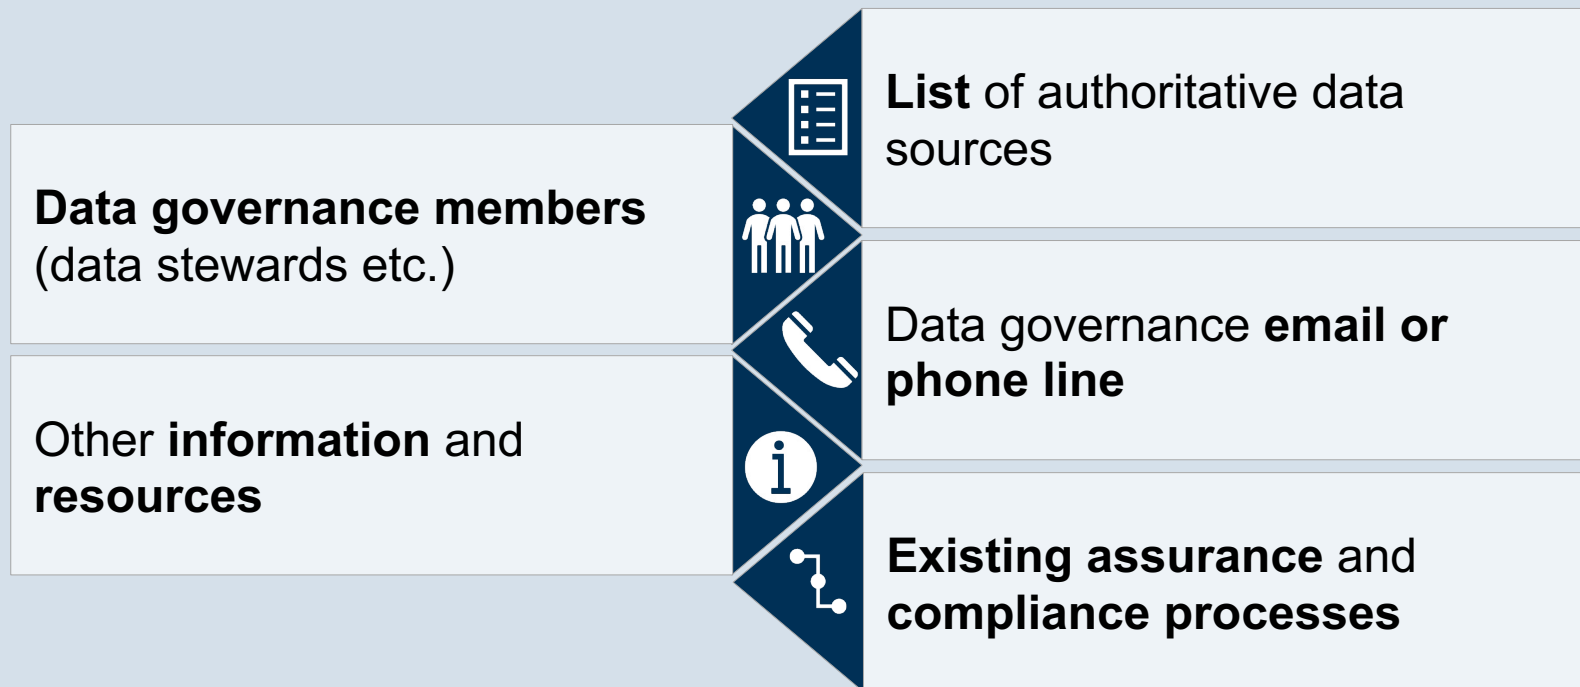 List of authoritative data
sources
Data governance members
(data stewards etc.)
Data governance email or
phone line
Other information and
resources
Existing assurance and
compliance processes